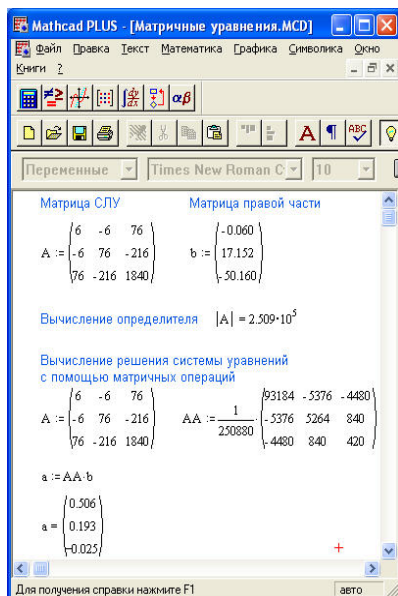 Mathcad PLUS - [Матричные уравнения.MCD]
Файл Правка Текст Математика Графика Символика Окно
Книги ?
αβ
A ¶ ABC
Переменные Times New Roman C 10
Матрица СЛУ Матрица правой части
6 -6 76 -0.060
A := -6 76 -216 b := 17.152
76 -216 1840 -50.160
Вычисление определителя |A| = 2.509·10^5
Вычисление решения системы уравнений
с помощью матричных операций
6 -6 76 93184 -5376 -4480
A := -6 76 -216 AA := 1/250880 · -5376 5264 840
76 -216 1840 -4480 840 420
a := AA·b
0.506
a = 0.193
-0.025
Для получения справки нажмите F1 авто